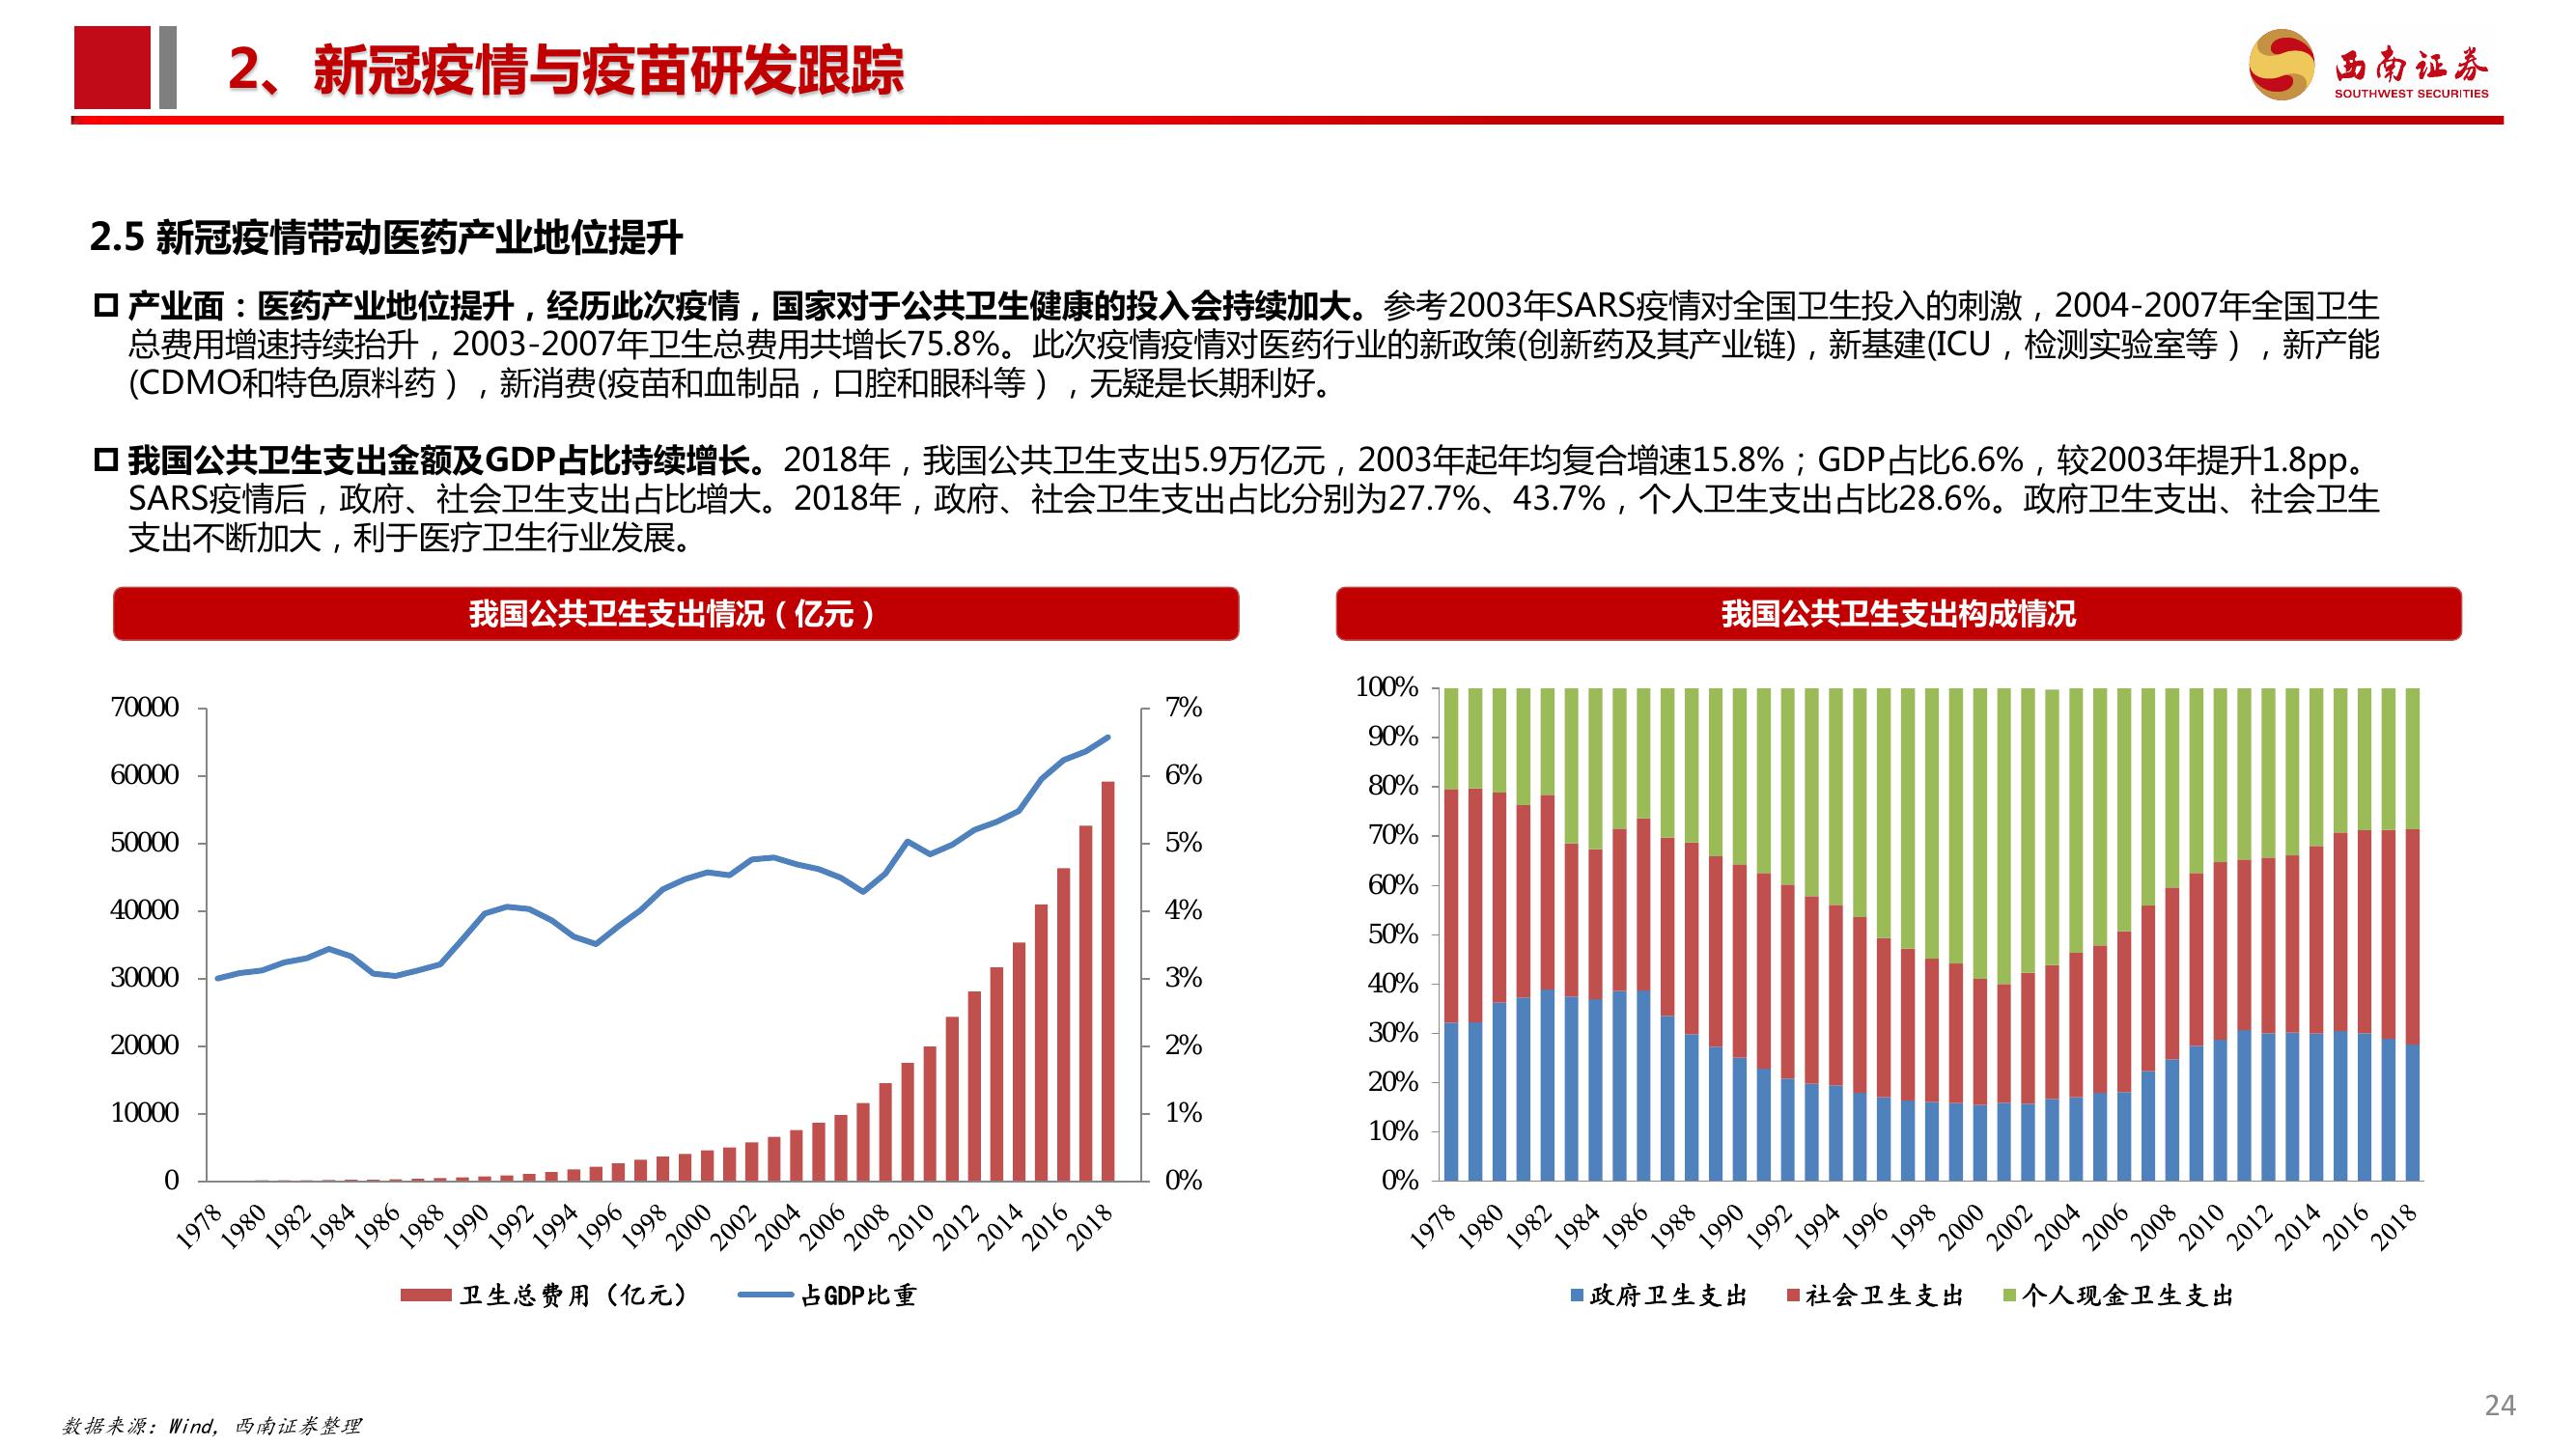 2、新冠疫情与疫苗研发跟踪
西南证券
SOUTHWEST SECURITIES
2.5 新冠疫情带动医药产业地位提升
产业面：医药产业地位提升，经历此次疫情，国家对于公共卫生健康的投入会持续加大。参考2003年SARS疫情对全国卫生投入的刺激，2004-2007年全国卫生
总费用增速持续抬升，2003-2007年卫生总费用共增长75.8%。此次疫情疫情对医药行业的新政策(创新药及其产业链)，新基建(ICU，检测实验室等），新产能
(CDMO和特色原料药），新消费(疫苗和血制品，口腔和眼科等），无疑是长期利好。
我国公共卫生支出金额及GDP占比持续增长。2018年，我国公共卫生支出5.9万亿元，2003年起年均复合增速15.8%；GDP占比6.6%，较2003年提升1.8pp。
SARS疫情后，政府、社会卫生支出占比增大。2018年，政府、社会卫生支出占比分别为27.7%、43.7%，个人卫生支出占比28.6%。政府卫生支出、社会卫生
支出不断加大，利于医疗卫生行业发展。
我国公共卫生支出情况（亿元）
70000
60000
50000
40000
30000
20000
10000
0
7%
6%
5%
4%
3%
2%
1%
0%
1978 1980 1982 1984 1986 1988 1990 1992 1994 1996 1998 2000 2002 2004 2006 2008 2010 2012 2014 2016 2018
卫生总费用（亿元） 占GDP比重
我国公共卫生支出构成情况
100%
90%
80%
70%
60%
50%
40%
30%
20%
10%
0%
1978 1980 1982 1984 1986 1988 1990 1992 1994 1996 1998 2000 2002 2004 2006 2008 2010 2012 2014 2016 2018
政府卫生支出 社会卫生支出 个人现金卫生支出
数据来源：Wind，西南证券整理
24